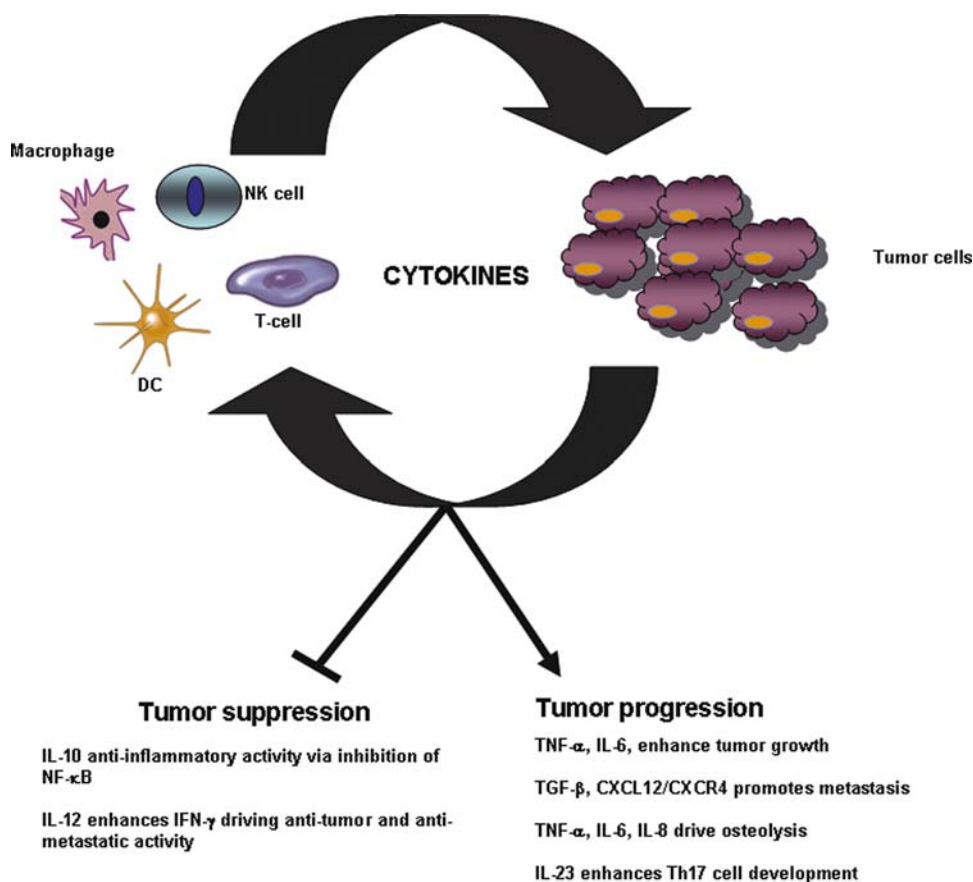 Macrophage
NK cell
T-cell
DC
CYTOKINES
Tumor cells
Tumor suppression
IL-10 anti-inflammatory activity via inhibition of
NF-κB
IL-12 enhances IFN-γ driving anti-tumor and anti-
metastatic activity
Tumor progression
TNF-α, IL-6, enhance tumor growth
TGF-β, CXCL12/CXCR4 promotes metastasis
TNF-α, IL-6, IL-8 drive osteolysis
IL-23 enhances Th17 cell development